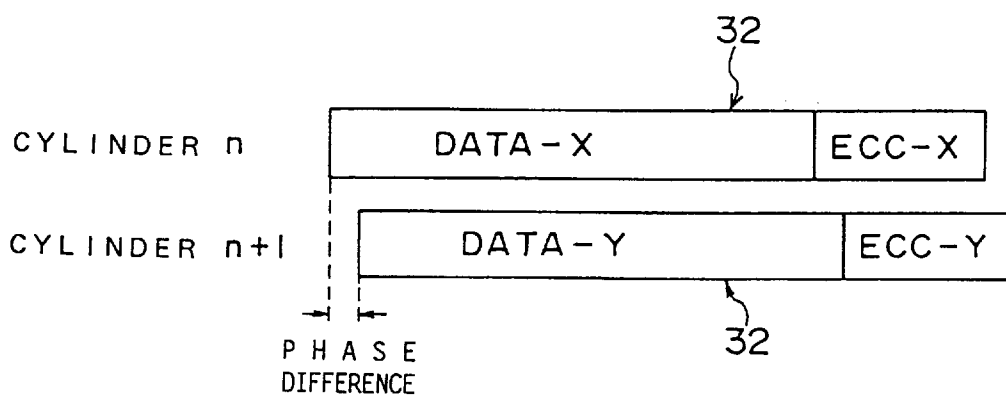 32
CYLINDER n DATA-X ECC-X
CYLINDER n+1 DATA-Y ECC-Y
32
PHASE
DIFFERENCE